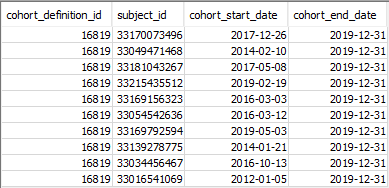 cohort_definition_id subject_id cohort_start_date cohort_end_date
16819 33170073496 2017-12-26 2019-12-31
16819 33049471468 2014-02-10 2019-12-31
16819 33181043267 2017-05-08 2019-12-31
16819 33215435512 2019-02-19 2019-12-31
16819 33169156323 2016-03-03 2019-12-31
16819 33054542636 2016-03-12 2019-12-31
16819 33169792594 2019-05-03 2019-12-31
16819 33139278775 2014-01-21 2019-12-31
16819 33034456467 2016-10-13 2019-12-31
16819 33016541069 2012-01-05 2019-12-31